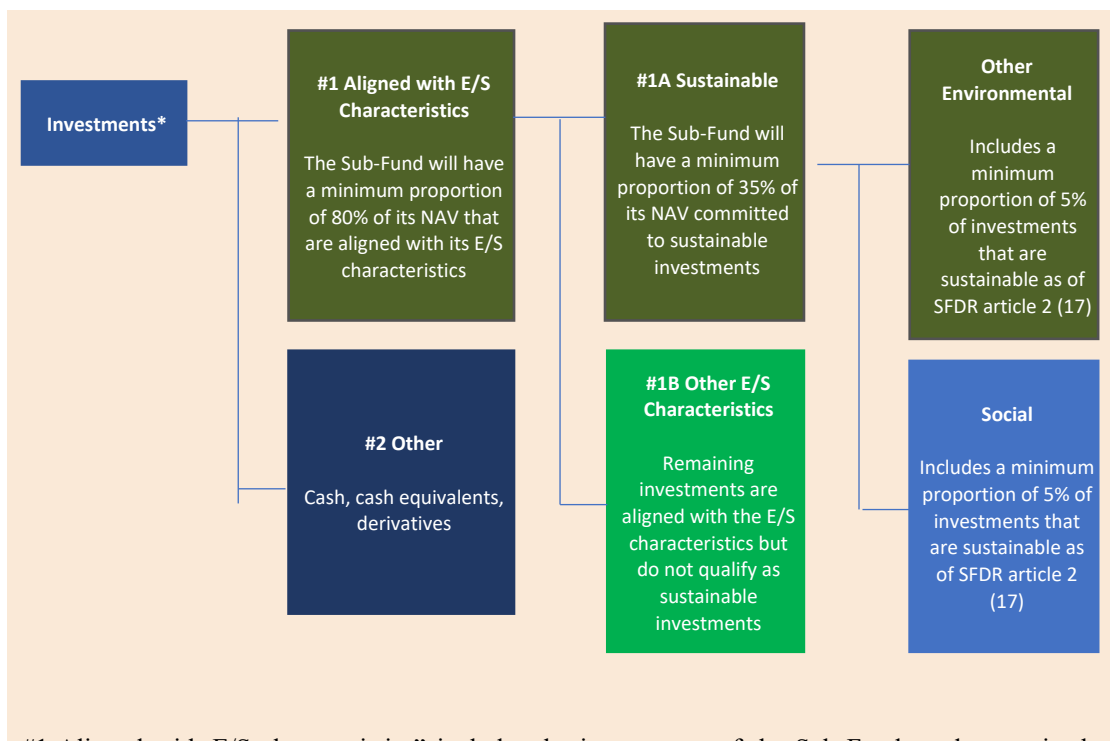 Investments*
#1 Aligned with E/S
Characteristics
The Sub-Fund will have
a minimum proportion
of 80% of its NAV that
are aligned with its E/S
characteristics
#2 Other
Cash, cash equivalents,
derivatives
#1A Sustainable
The Sub-Fund will
have a minimum
proportion of 35% of
its NAV committed
to sustainable
investments
#1B Other E/S
Characteristics
Remaining
investments are
aligned with the E/S
characteristics but
do not qualify as
sustainable
investments
Other
Environmental
Includes a
minimum
proportion of 5%
of investments
that are
sustainable as of
SFDR article 2 (17)
Social
Includes a minimum
proportion of 5% of
investments that
are sustainable as
of SFDR article 2
(17)